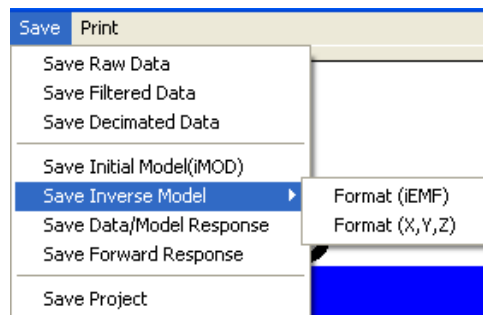 Save Print
Save Raw Data
Save Filtered Data
Save Decimated Data
Save Initial Model(iMOD)
Save Inverse Model
Format (iEMF)
Format (X,Y,Z)
Save Data/Model Response
Save Forward Response
Save Project